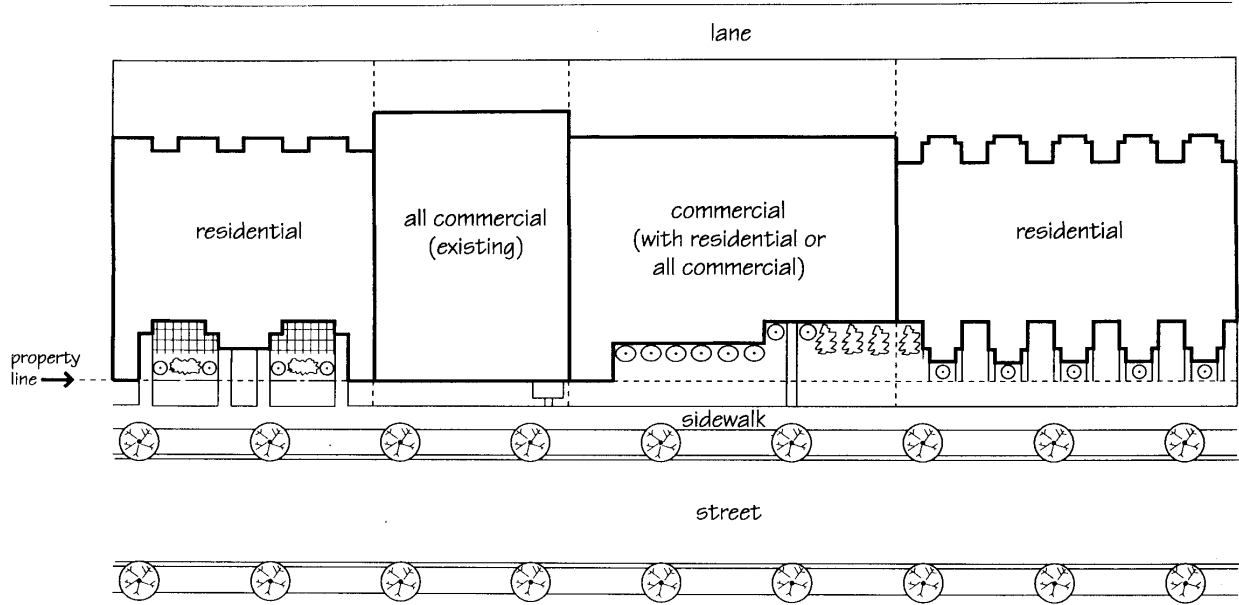 lane
residential
all commercial
(existing)
commercial
(with residential or
all commercial)
residential
property
line
sidewalk
street